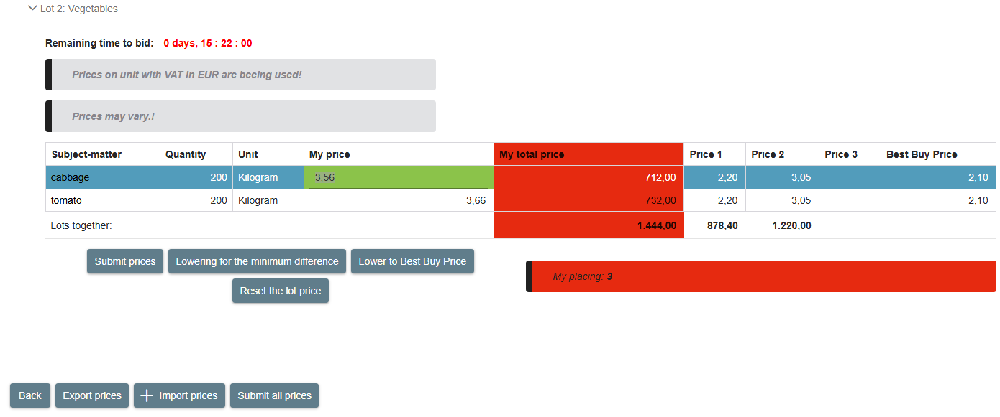 Lot 2: Vegetables
Remaining time to bid: 0 days, 15 : 22 : 00
Prices on unit with VAT in EUR are beeing used!
Prices may vary.!
Subject-matter Quantity Unit My price My total price Price 1 Price 2 Price 3 Best Buy Price
cabbage 200 Kilogram 3,56 712,00 2,20 3,05 2,10
tomato 200 Kilogram 3,66 732,00 2,20 3,05 2,10
Lots together: 1.444,00 878,40 1.220,00
Submit prices Lowering for the minimum difference Lower to Best Buy Price
Reset the lot price
My placing: 3
Back Export prices Import prices Submit all prices